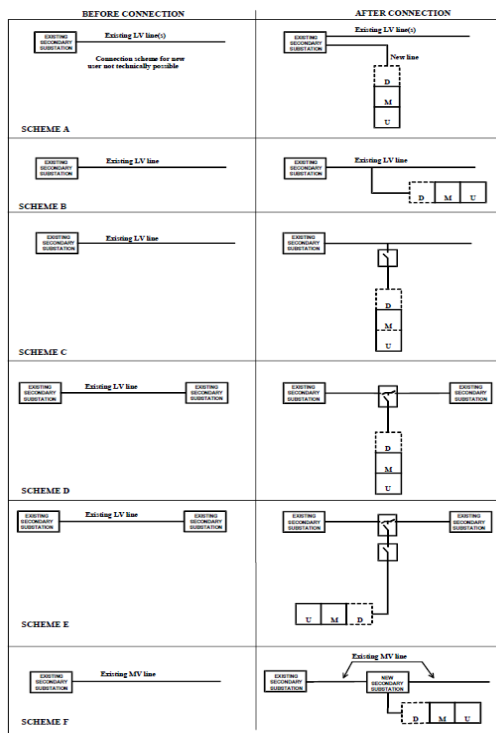 BEFORE CONNECTION
AFTER CONNECTION
EXISTING
SECONDARY
SUBSTATION
Existing LV line(s)
Connection scheme for new
user not technically possible
SCHEME A
EXISTING
SECONDARY
SUBSTATION
Existing LV line(s)
New line
D
M
U
EXISTING
SECONDARY
SUBSTATION
Existing LV line
SCHEME B
EXISTING
SECONDARY
SUBSTATION
Existing LV line
D M U
EXISTING
SECONDARY
SUBSTATION
Existing LV line
SCHEME C
EXISTING
SECONDARY
SUBSTATION
D
M
U
EXISTING
SECONDARY
SUBSTATION
Existing LV line
EXISTING
SECONDARY
SUBSTATION
SCHEME D
EXISTING
SECONDARY
SUBSTATION
EXISTING
SECONDARY
SUBSTATION
D
M
U
EXISTING
SECONDARY
SUBSTATION
Existing LV line
EXISTING
SECONDARY
SUBSTATION
SCHEME E
EXISTING
SECONDARY
SUBSTATION
EXISTING
SECONDARY
SUBSTATION
U M D
EXISTING
SECONDARY
SUBSTATION
Existing MV line
SCHEME F
Existing MV line
EXISTING
SECONDARY
SUBSTATION
NEW
SECONDARY
SUBSTATION
D M U